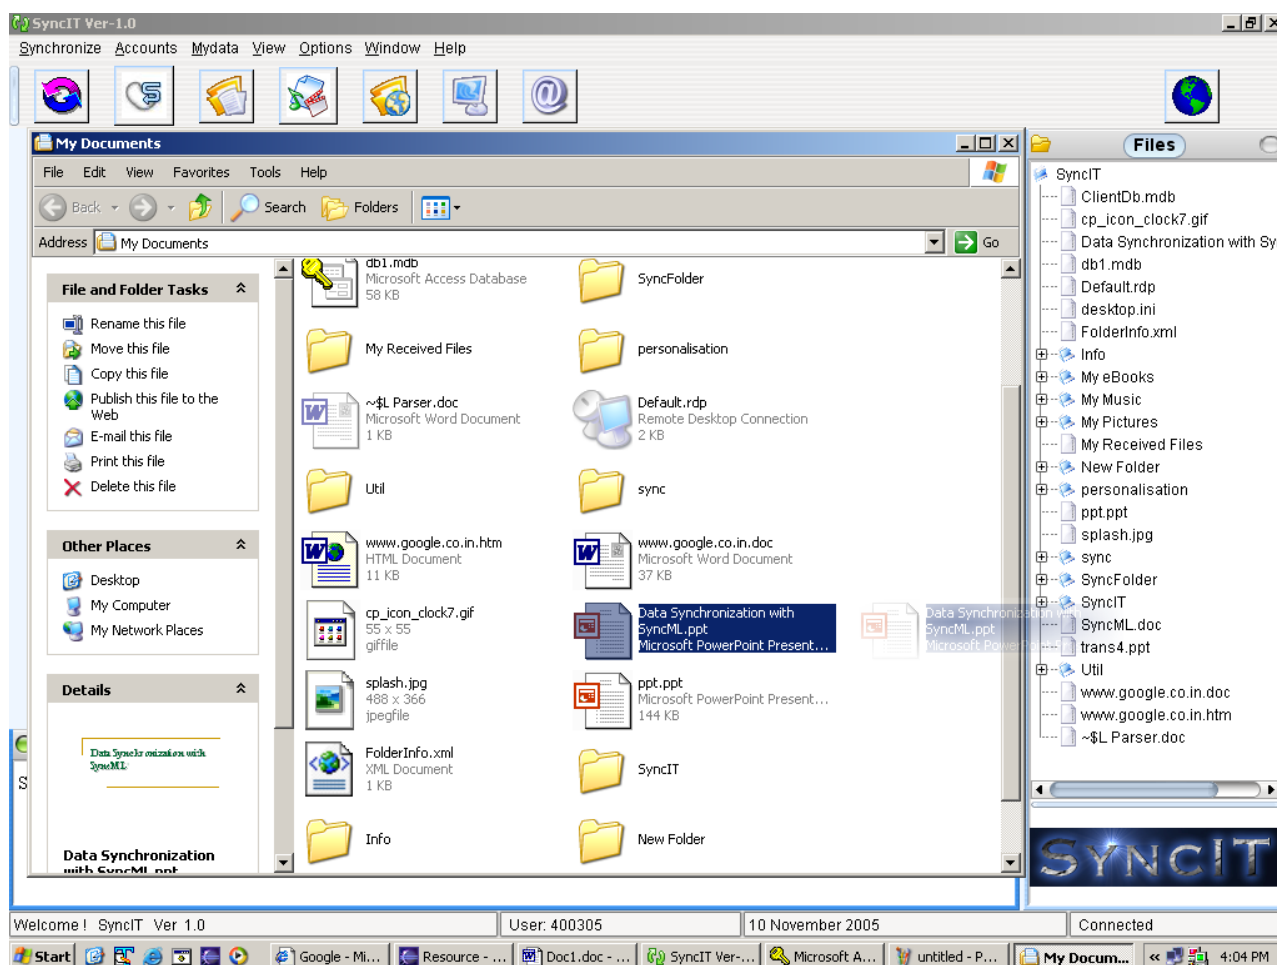 SyncIT Ver-1.0
Synchronize Accounts Mydata View Options Window Help
My Documents
File Edit View Favorites Tools Help
Back Search Folders
Address My Documents Go
File and Folder Tasks
Rename this file
Move this file
Copy this file
Publish this file to the
Web
E-mail this file
Print this file
Delete this file
Other Places
Desktop
My Computer
My Network Places
Details
Data Synchronization with
SyncML
Data Synchronization
with SyncML.ppt
db1.mdb
Microsoft Access Database
58 KB
SyncFolder
My Received Files
personalisation
~$L Parser.doc
Microsoft Word Document
1 KB
Default.rdp
Remote Desktop Connection
2 KB
Util
sync
www.google.co.in.htm
HTML Document
11 KB
www.google.co.in.doc
Microsoft Word Document
37 KB
cp_icon_clock7.gif
55 x 55
giffile
Data Synchronization with
SyncML.ppt
Microsoft PowerPoint Present...
Data Synchronization with
SyncML.ppt
Microsoft PowerPoint
splash.jpg
488 x 366
jpegfile
ppt.ppt
Microsoft PowerPoint Present...
144 KB
FolderInfo.xml
XML Document
1 KB
SyncIT
Info
New Folder
Files
SyncIT
ClientDb.mdb
cp_icon_clock7.gif
Data Synchronization with Sy
db1.mdb
Default.rdp
desktop.ini
FolderInfo.xml
Info
My eBooks
My Music
My Pictures
My Received Files
New Folder
personalisation
ppt.ppt
splash.jpg
sync
SyncFolder
SyncIT
SyncML.doc
trans4.ppt
Util
www.google.co.in.doc
www.google.co.in.htm
~$L Parser.doc
SYNCIT
S
Welcome ! SyncIT Ver 1.0 User: 400305 10 November 2005 Connected
Start Google - Mi... Resource - ... Doc1.doc - ... SyncIT Ver-... Microsoft A... untitled - P... My Docum... « 4:04 PM